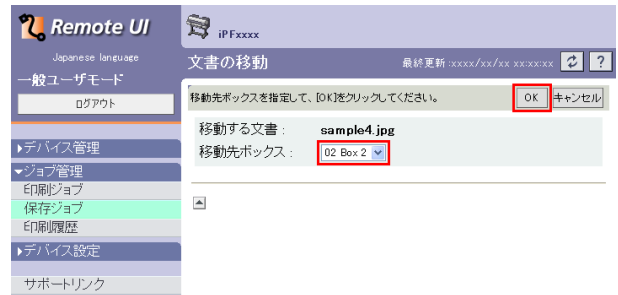 Remote UI
iPFxxxx
Japanese language
一般ユーザモード
ログアウト
文書の移動
最終更新 :xxxx/xx/xx xx:xx:xx
?
移動先ボックスを指定して、[OK]をクリックしてください。
OK
キャンセル
移動する文書 :
sample4.jpg
移動先ボックス :
02 Box 2
デバイス管理
ジョブ管理
印刷ジョブ
保存ジョブ
印刷履歴
デバイス設定
サポートリンク